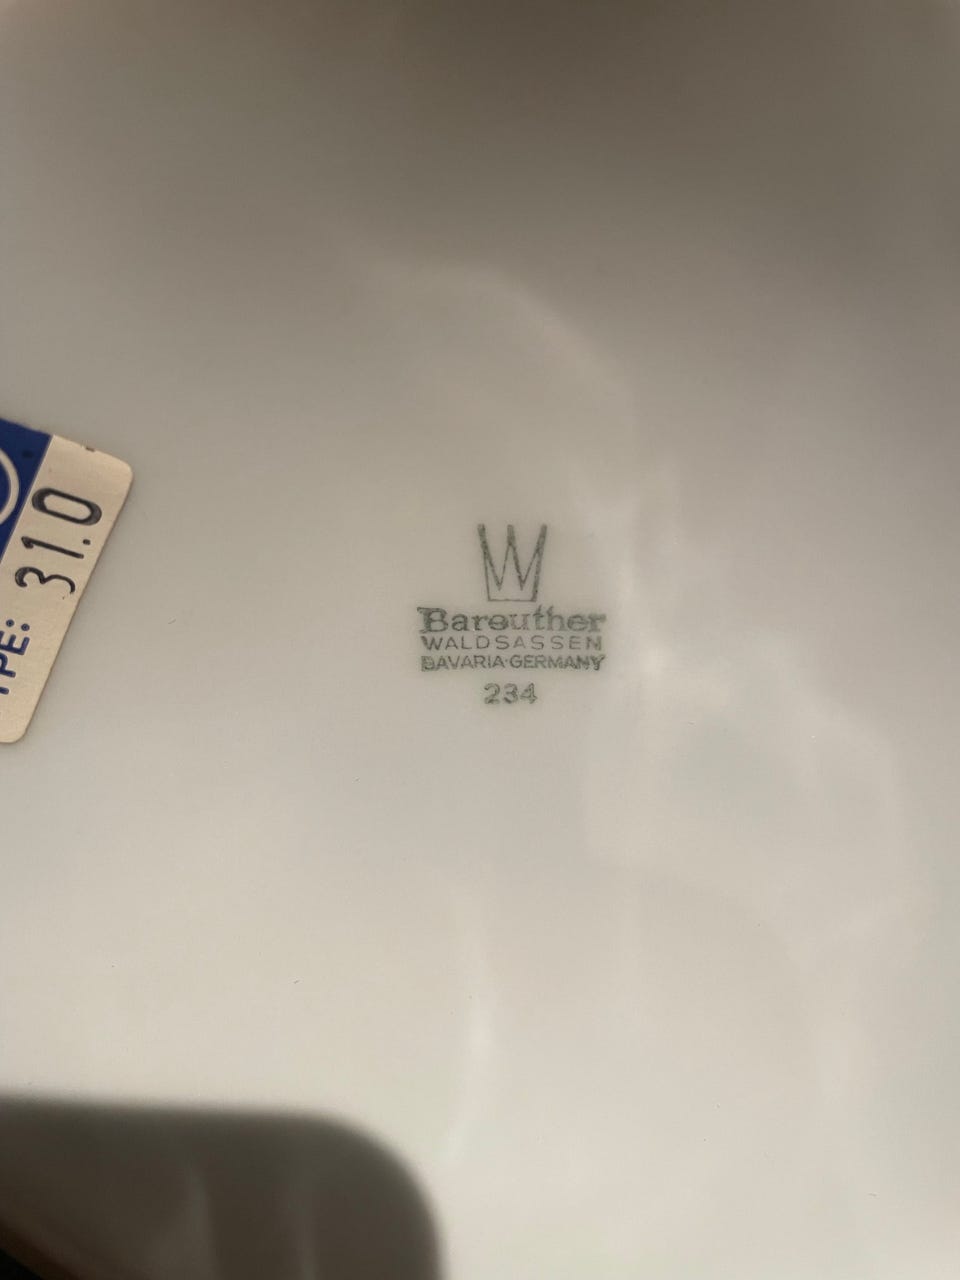 PE: 31.0
W
Bareuther
WALDSASSEN
BAVARIA·GERMANY
234